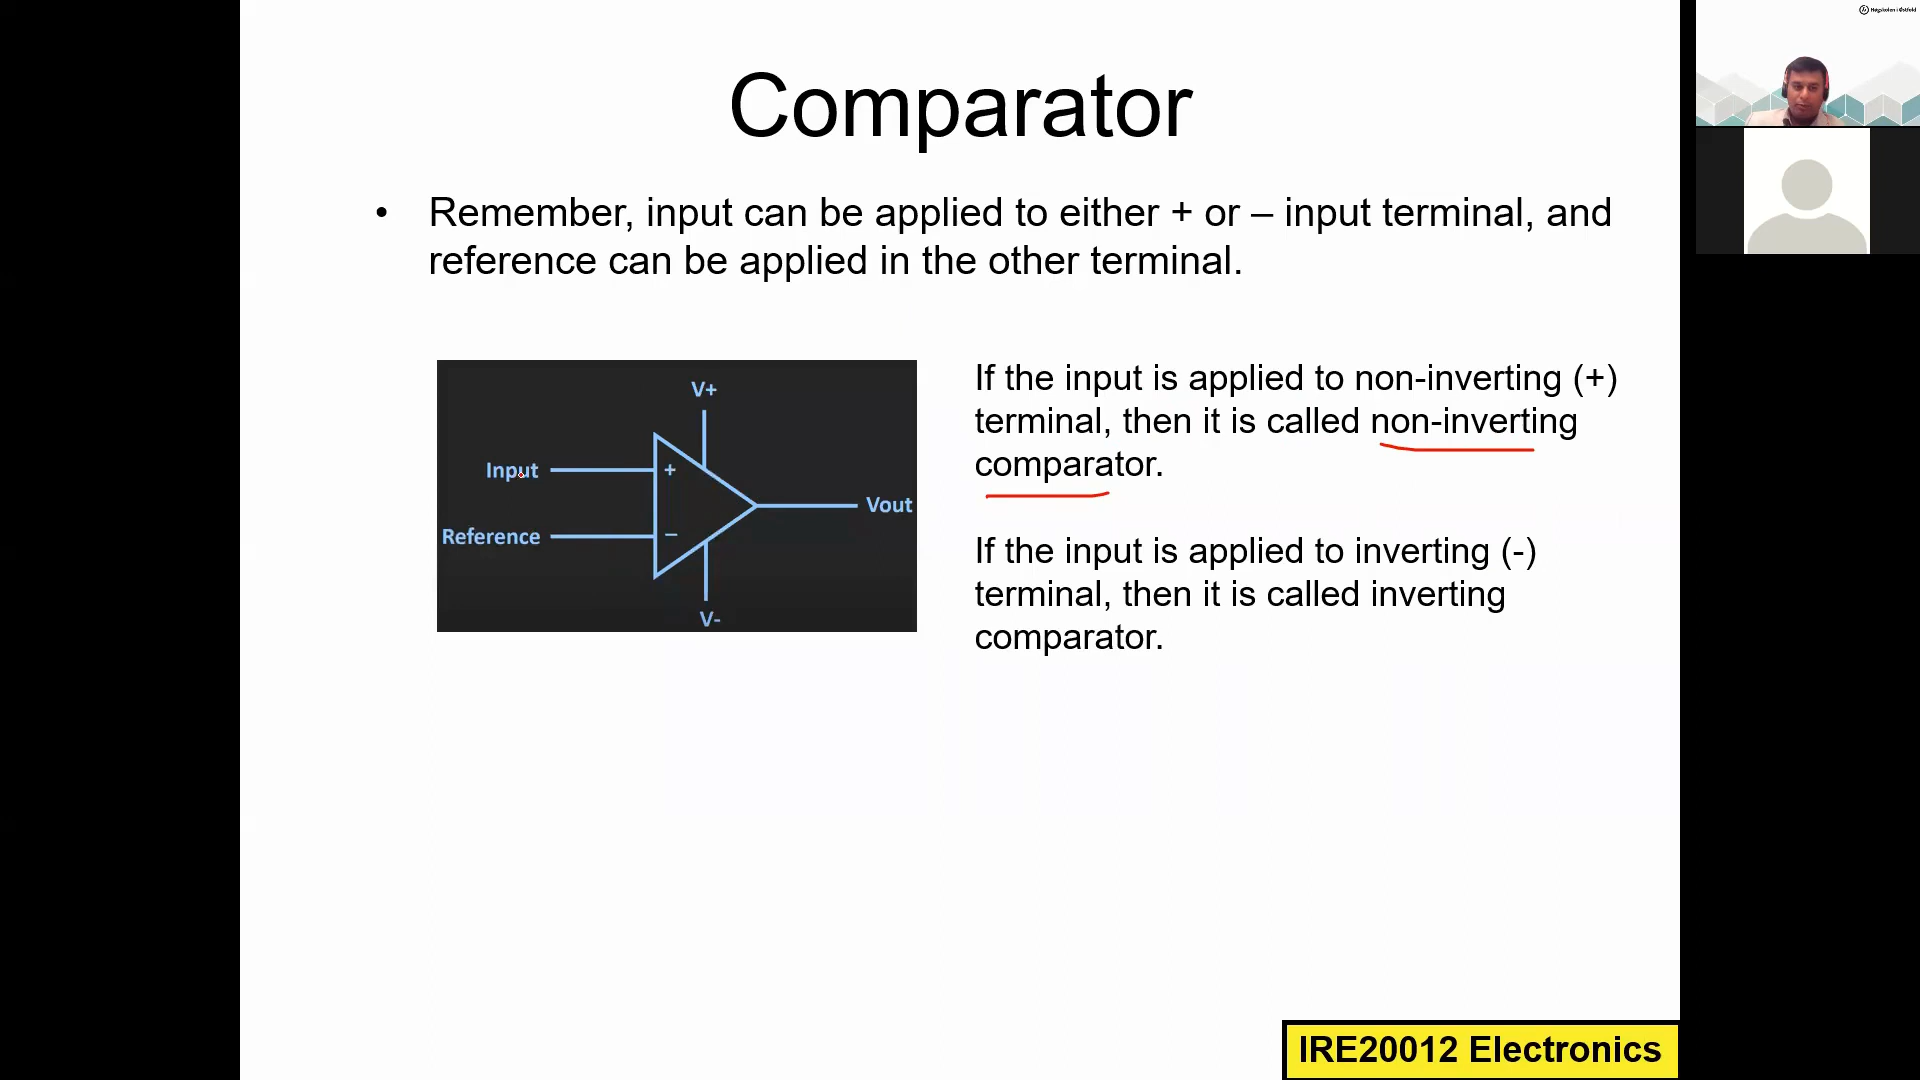 Comparator
• Remember, input can be applied to either + or – input terminal, and
reference can be applied in the other terminal.
V+
Input
+
Reference
–
Vout
V-
If the input is applied to non-inverting (+)
terminal, then it is called non-inverting
comparator.
If the input is applied to inverting (-)
terminal, then it is called inverting
comparator.
IRE20012 Electronics
Høgskolen i Østfold